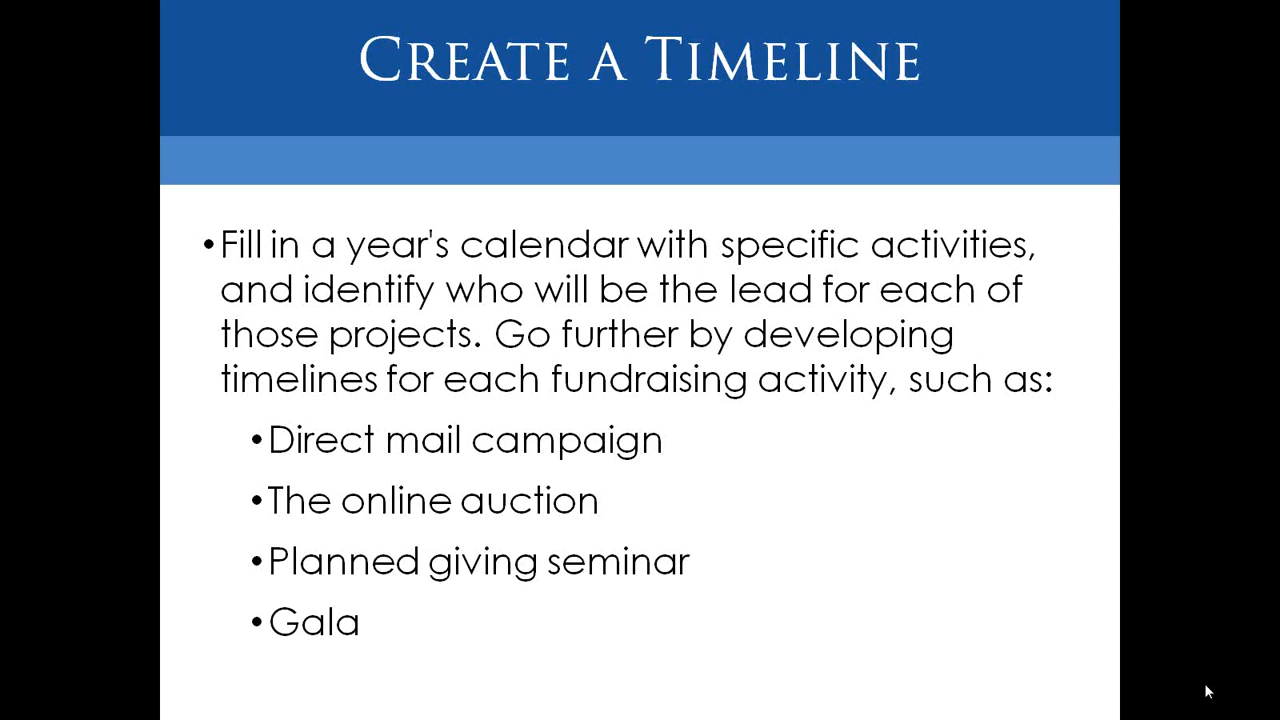 CREATE A TIMELINE
•Fill in a year's calendar with specific activities,
and identify who will be the lead for each of
those projects. Go further by developing
timelines for each fundraising activity, such as:
•Direct mail campaign
•The online auction
•Planned giving seminar
•Gala